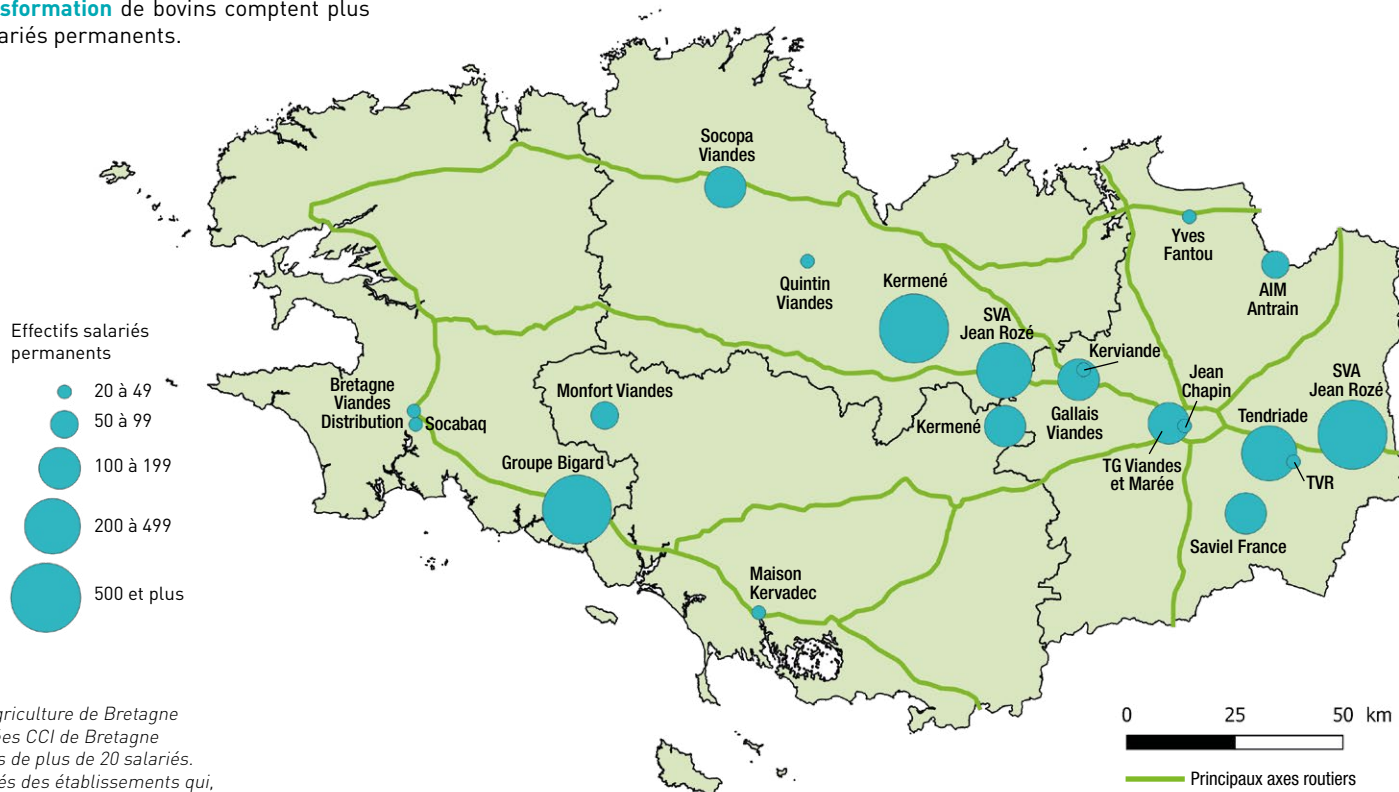 sformation de bovins comptent plus
ariés permanents.
Socopa
Viandes
Yves
Fantou
Quintin
Viandes
Kermené
AIM
Antrain
SVA
Jean Rozé
Kerviande
Effectifs salariés
permanents
20 à 49
50 à 99
100 à 199
200 à 499
500 et plus
Bretagne
Viandes
Distribution
Socabaq
Monfort Viandes
Groupe Bigard
Kermené
Gallais
Viandes
Jean
Chapin
TG Viandes
et Marée
Tendriade
SVA
Jean Rozé
TVR
Saviel France
Maison
Kervadec
griculture de Bretagne
ées CCI de Bretagne
s de plus de 20 salariés.
és des établissements qui,
0 25 50 km
Principaux axes routiers